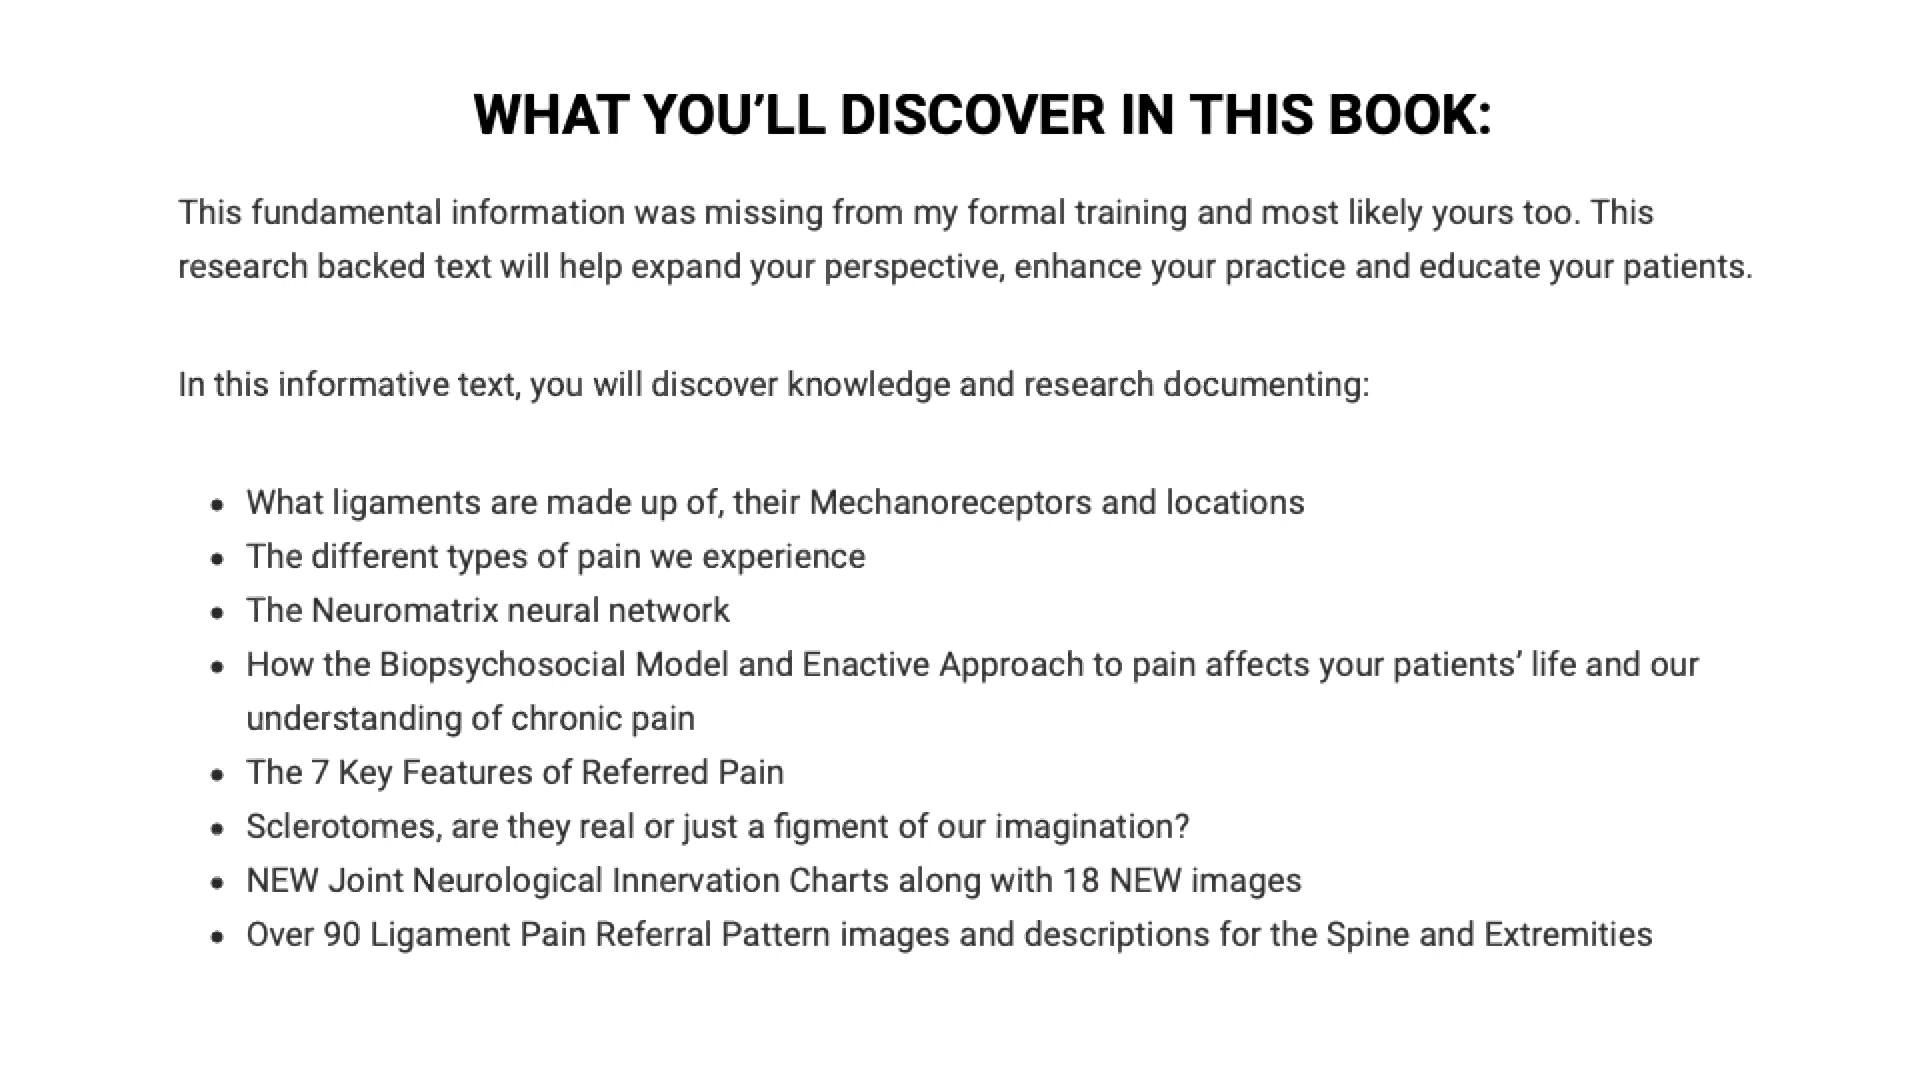 WHAT YOU’LL DISCOVER IN THIS BOOK:
This fundamental information was missing from my formal training and most likely yours too. This
research backed text will help expand your perspective, enhance your practice and educate your patients.
In this informative text, you will discover knowledge and research documenting:
• What ligaments are made up of, their Mechanoreceptors and locations
• The different types of pain we experience
• The Neuromatrix neural network
• How the Biopsychosocial Model and Enactive Approach to pain affects your patients’ life and our
understanding of chronic pain
• The 7 Key Features of Referred Pain
• Sclerotomes, are they real or just a figment of our imagination?
• NEW Joint Neurological Innervation Charts along with 18 NEW images
• Over 90 Ligament Pain Referral Pattern images and descriptions for the Spine and Extremities